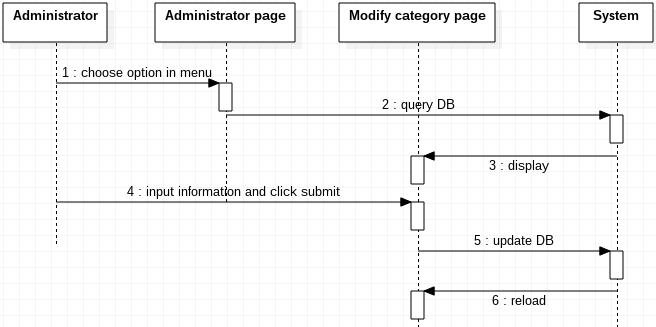 Administrator
Administrator page
Modify category page
System
1 : choose option in menu
2 : query DB
3 : display
4 : input information and click submit
5 : update DB
6 : reload